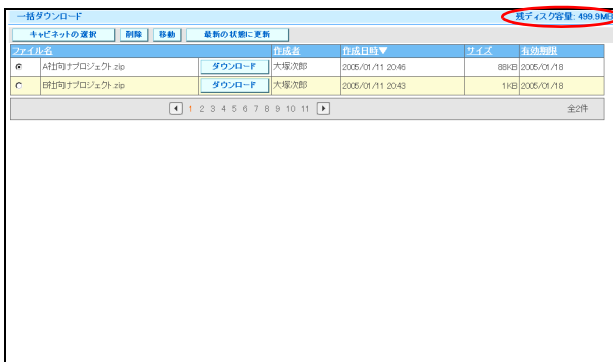 一括ダウンロード 残ディスク容量: 499.9MB
キャビネットの選択 削除 移動 最新の状態に更新
ファイル名 作成者 作成日時▼ サイズ 有効期限
A社向けプロジェクト.zip ダウンロード 大塚次郎 2005/01/11 20:46 88KB 2005/01/18
B社向けプロジェクト.zip ダウンロード 大塚次郎 2005/01/11 20:43 1KB 2005/01/18
1 2 3 4 5 6 7 8 9 10 11 全2件